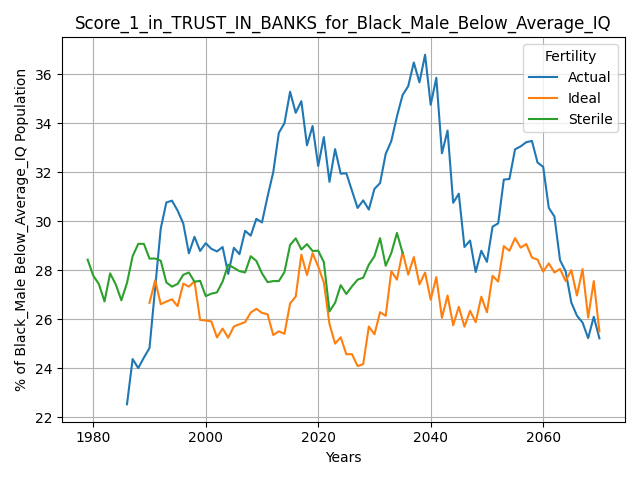 Score_1_in_TRUST_IN_BANKS_for_Black_Male_Below_Average_IQ
% of Black_Male Below_Average_IQ Population
36
34
32
30
28
26
24
22
Fertility
Actual
Ideal
Sterile
1980 2000 2020 2040 2060
Years